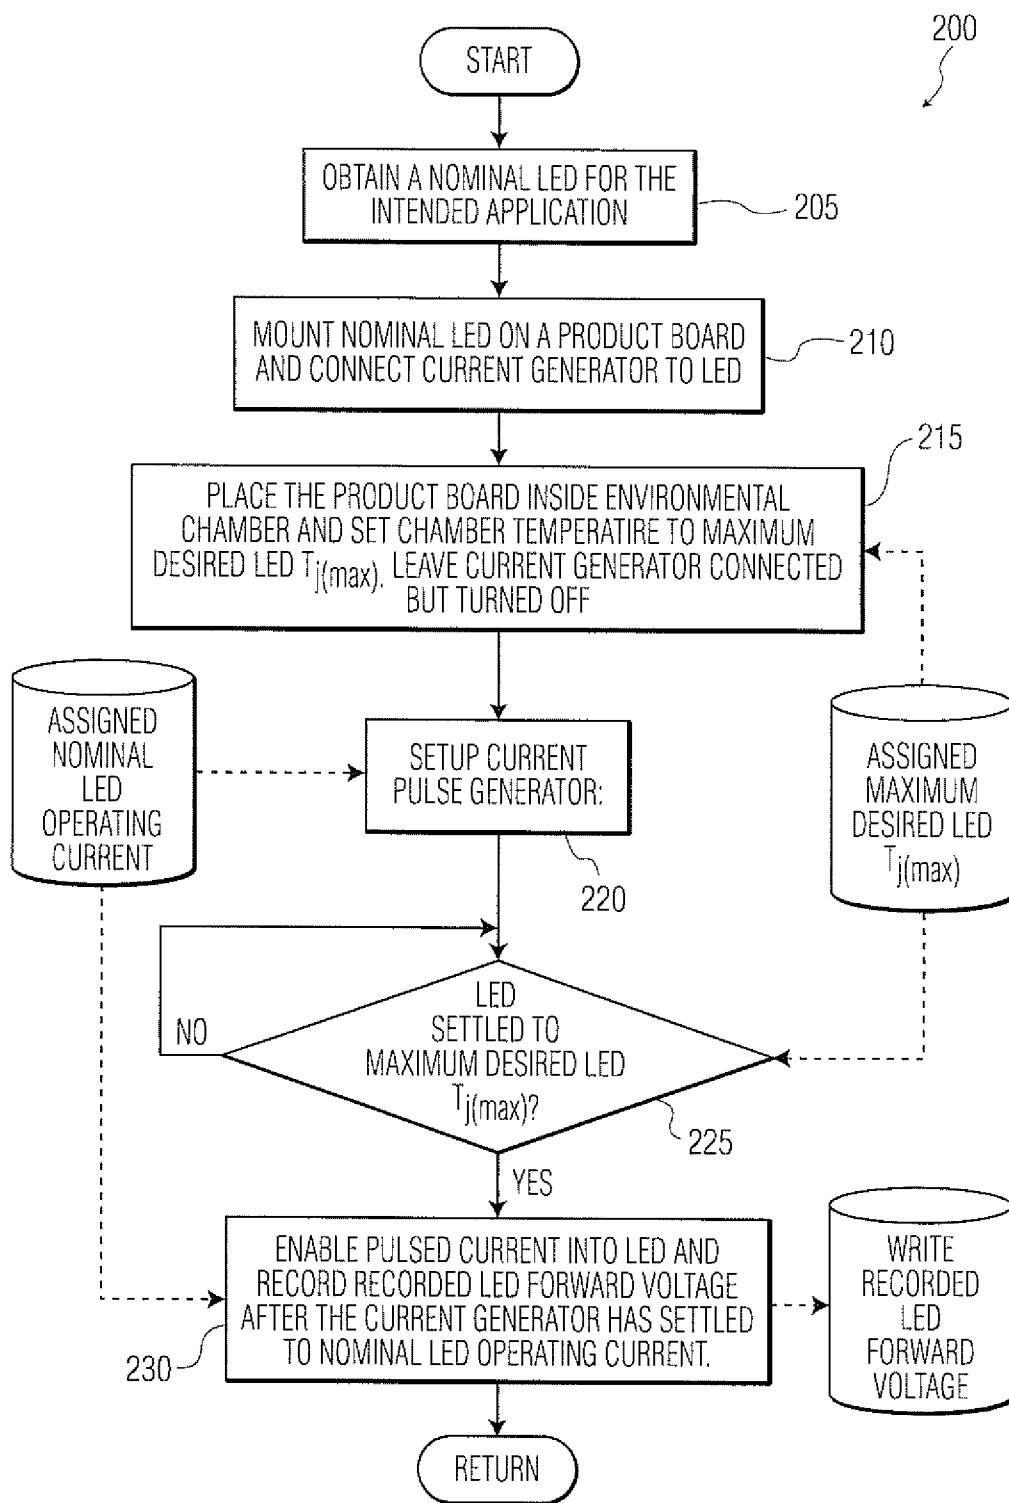 200
START
OBTAIN A NOMINAL LED FOR THE
INTENDED APPLICATION
205
MOUNT NOMINAL LED ON A PRODUCT BOARD
AND CONNECT CURRENT GENERATOR TO LED
210
215
PLACE THE PRODUCT BOARD INSIDE ENVIRONMENTAL
CHAMBER AND SET CHAMBER TEMPERATIRE TO MAXIMUM
DESIRED LED Tj(max). LEAVE CURRENT GENERATOR CONNECTED
BUT TURNED OFF
ASSIGNED
NOMINAL
LED
OPERATING
CURRENT
SETUP CURRENT
PULSE GENERATOR:
220
ASSIGNED
MAXIMUM
DESIRED LED
Tj(max)
LED
SETTLED TO
MAXIMUM DESIRED LED
Tj(max)?
NO
225
YES
ENABLE PULSED CURRENT INTO LED AND
RECORD RECORDED LED FORWARD VOLTAGE
AFTER THE CURRENT GENERATOR HAS SETTLED
TO NOMINAL LED OPERATING CURRENT.
230
WRITE
RECORDED
LED
FORWARD
VOLTAGE
RETURN